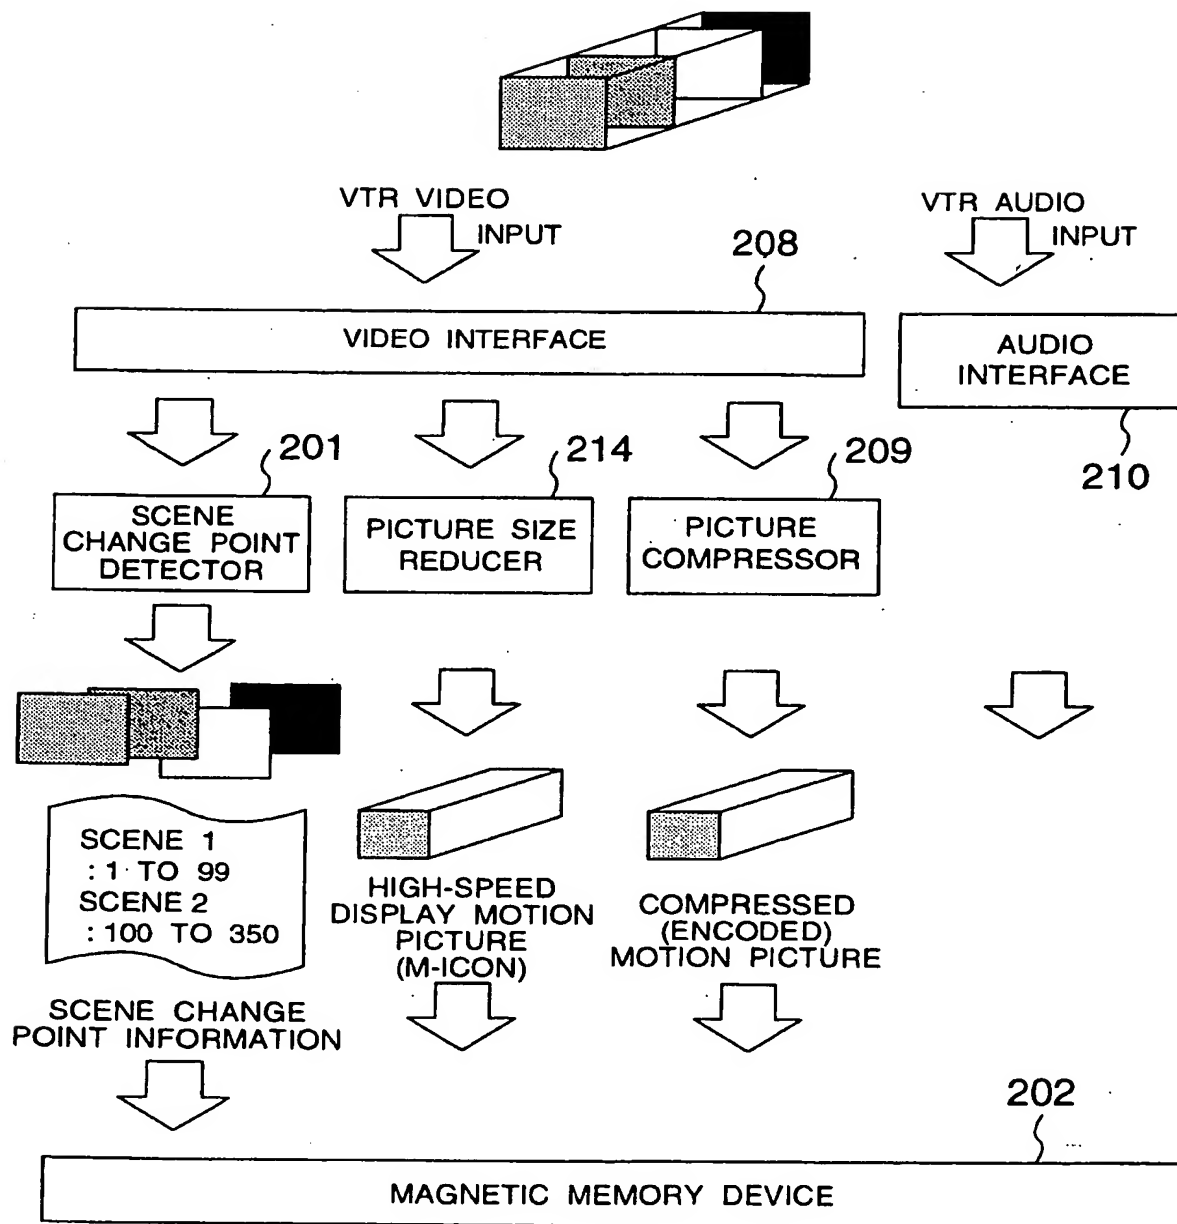 VTR VIDEO
INPUT
VTR AUDIO
INPUT
208
VIDEO INTERFACE
AUDIO
INTERFACE
210
201
214
209
SCENE
CHANGE POINT
DETECTOR
PICTURE SIZE
REDUCER
PICTURE
COMPRESSOR
SCENE 1
: 1 TO 99
SCENE 2
: 100 TO 350
SCENE CHANGE
POINT INFORMATION
HIGH-SPEED
DISPLAY MOTION
PICTURE
(M-ICON)
COMPRESSED
(ENCODED)
MOTION PICTURE
202
MAGNETIC MEMORY DEVICE